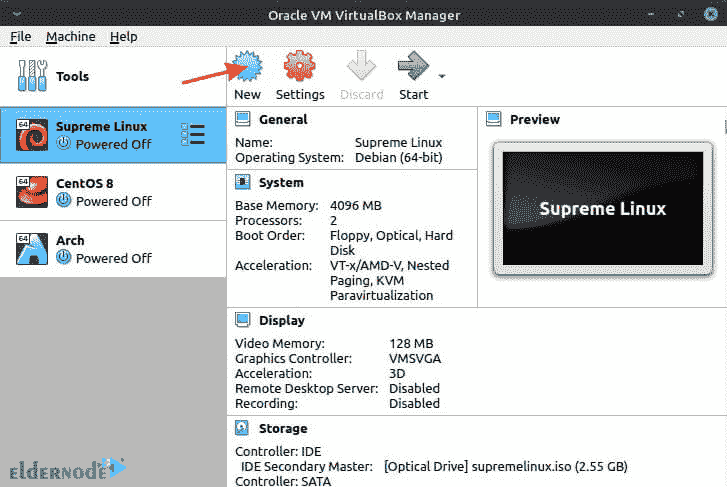 Oracle VM VirtualBox Manager
File Machine Help
Tools
New Settings Discard Start
64 Supreme Linux
Powered Off
64 CentOS 8
Powered Off
64 Arch
Powered Off
General
Name: Supreme Linux
Operating System: Debian (64-bit)
System
Base Memory: 4096 MB
Processors: 2
Boot Order: Floppy, Optical, Hard
Disk
Acceleration: VT-x/AMD-V, Nested
Paging, KVM
Paravirtualization
Display
Video Memory: 128 MB
Graphics Controller: VMSVGA
Acceleration: 3D
Remote Desktop Server: Disabled
Recording: Disabled
Storage
Controller: IDE
IDE Secondary Master: [Optical Drive] supremelinux.iso (2.55 GB)
Controller: SATA
Preview
Supreme Linux
ELDERNODE